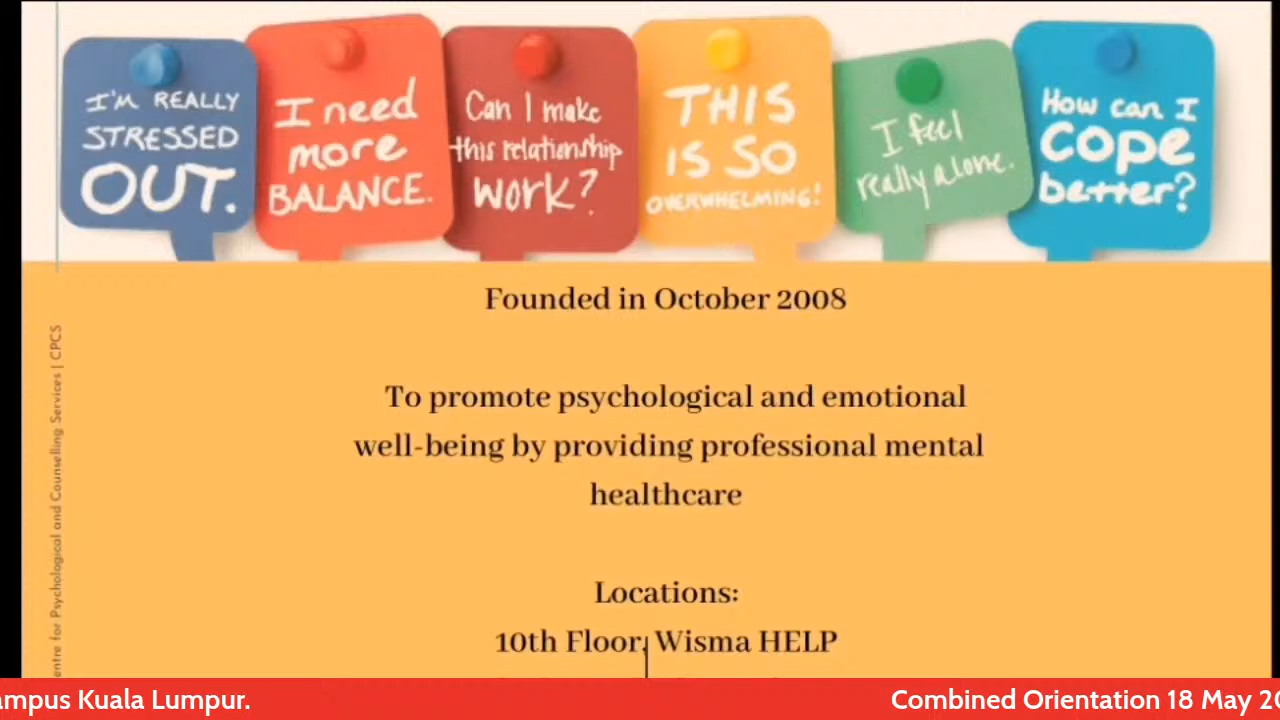 I'M REALLY
STRESSED
OUT.
I need
more
BALANCE.
Can I make
this relationship
work?
THIS
IS SO
OVERWHELMING!
I feel
really alone.
How can I
cope
better?
Founded in October 2008
To promote psychological and emotional
well-being by providing professional mental
healthcare
Locations:
10th Floor, Wisma HELP
entre for Psychological and Counselling Services | CPCS
ampus Kuala Lumpur.
Combined Orientation 18 May 20